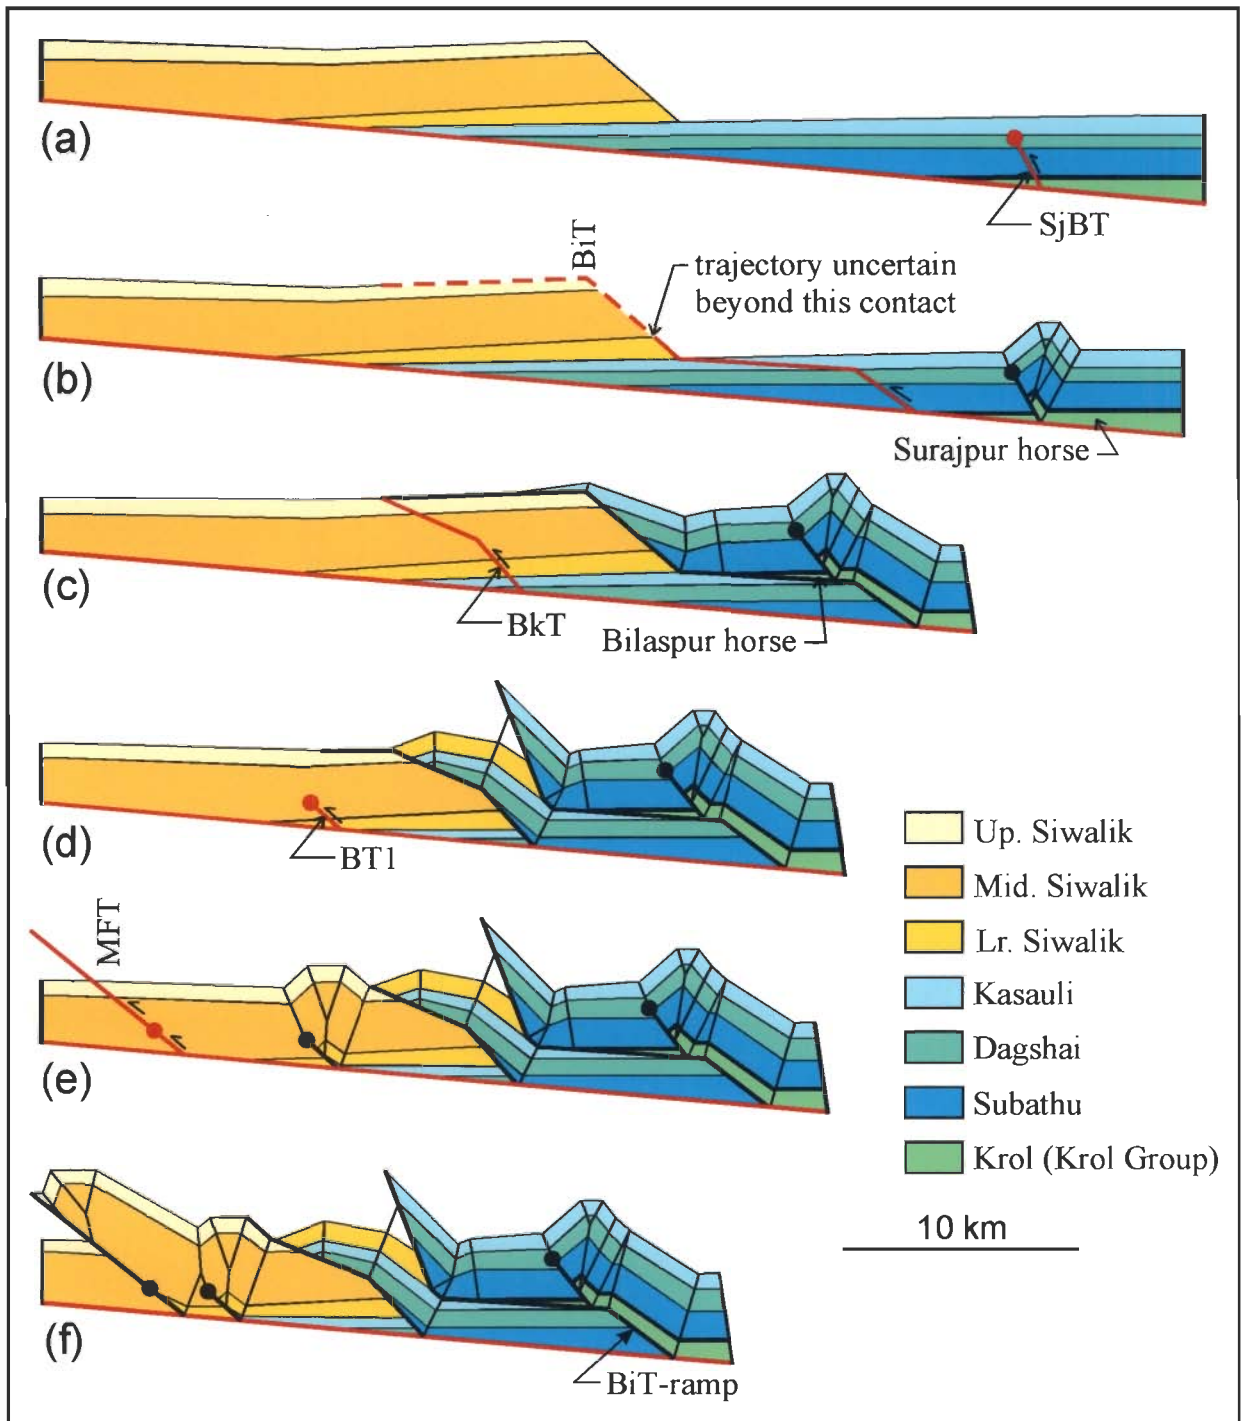 (a)
SjBT
BiT
trajectory uncertain
beyond this contact
(b)
Surajpur horse
(c)
BkT
Bilaspur horse
(d)
BT1
Up. Siwalik
Mid. Siwalik
Lr. Siwalik
Kasauli
Dagshai
Subathu
Krol (Krol Group)
MFT
(e)
10 km
(f)
BiT-ramp